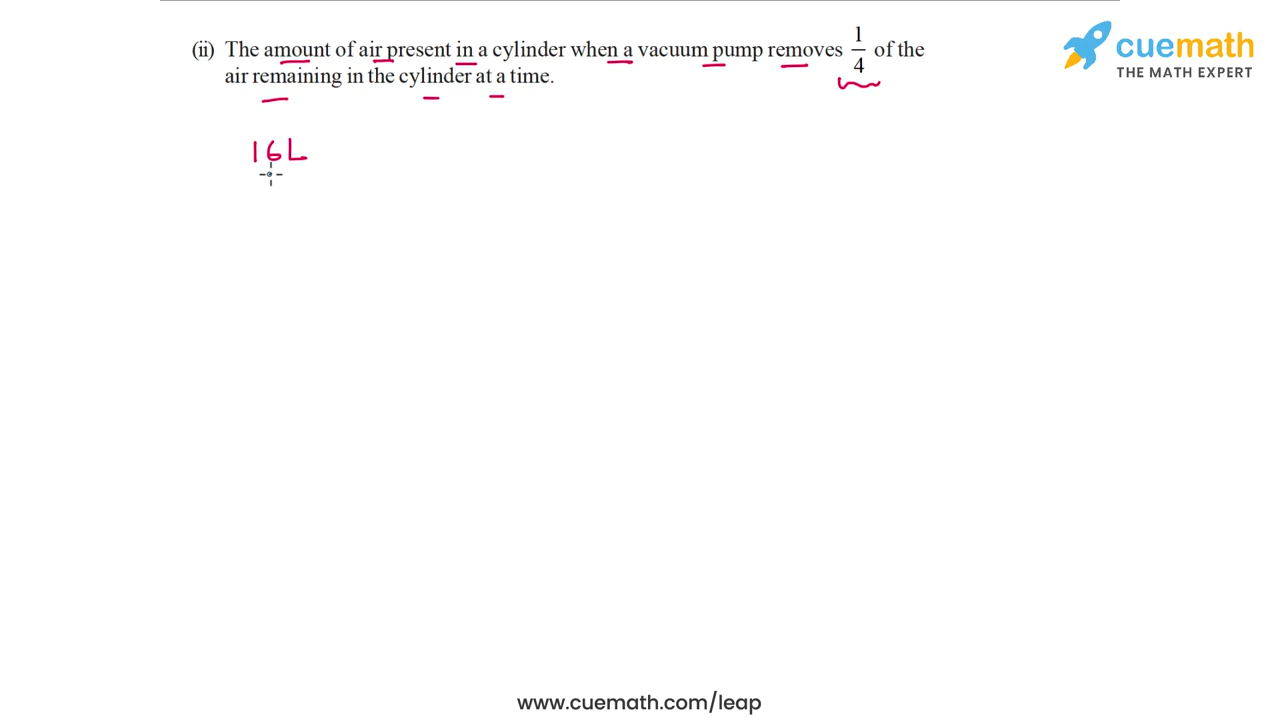 (ii) The amount of air present in a cylinder when a vacuum pump removes 1/4 of the
air remaining in the cylinder at a time.
cuemath
THE MATH EXPERT
16L
www.cuemath.com/leap